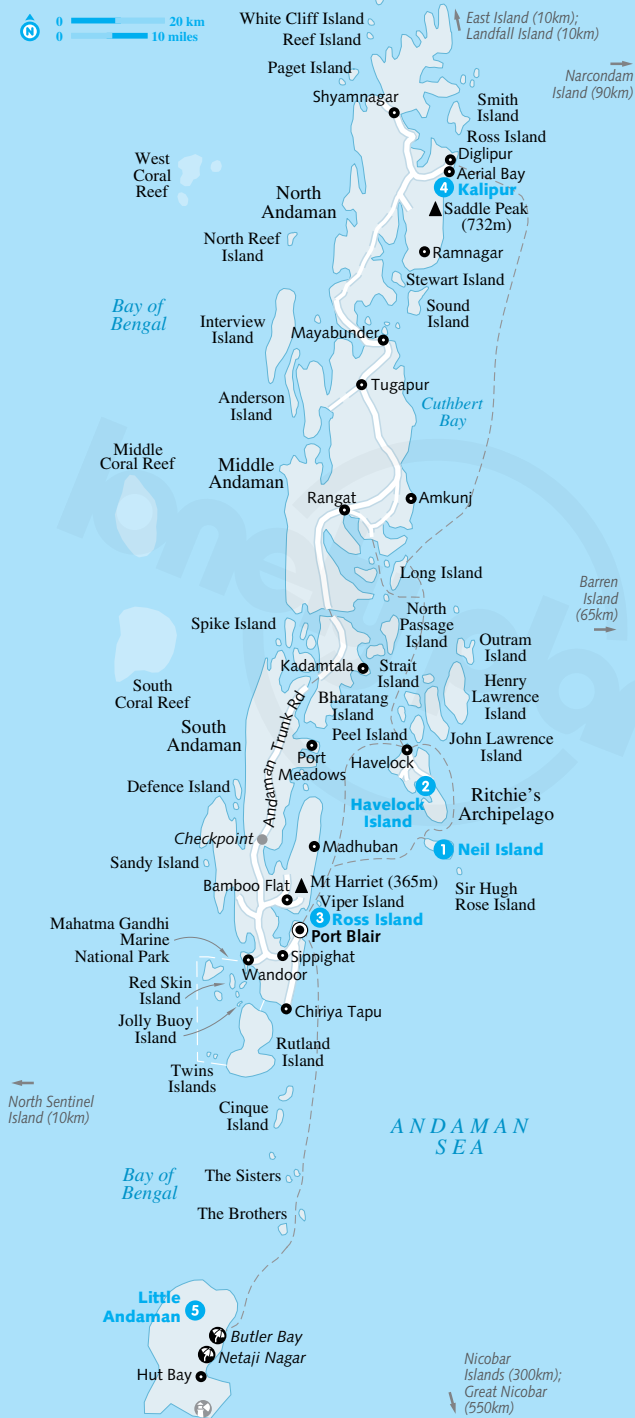 N
0 20 km
0 10 miles
White Cliff Island
Reef Island
East Island (10km);
Landfall Island (10km)
Paget Island
Narcondam
Island (90km)
Shyamnagar
Smith
Island
Ross Island
Diglipur
Aerial Bay
West
Coral
Reef
4 Kalipur
North
Andaman
Saddle Peak
(732m)
North Reef
Island
Ramnagar
Stewart Island
Sound
Island
Bay of
Bengal
Interview
Island
Mayabunder
Tugapur
Anderson
Island
Cuthbert
Bay
Middle
Coral Reef
Middle
Andaman
Rangat
Amkunj
Long Island
Barren
Island
(65km)
Spike Island
North
Passage
Island
Outram
Island
Kadamtala
Strait
Island
Henry
Lawrence
Island
South
Coral Reef
Bharatang
Island
Peel Island
John Lawrence
Island
South
Andaman
Andaman Trunk Rd
Port
Meadows
Havelock
Defence Island
2
Havelock
Island
Ritchie's
Archipelago
Checkpoint
Madhuban
1 Neil Island
Sandy Island
Bamboo Flat
Mt Harriet (365m)
Viper Island
Sir Hugh
Rose Island
3 Ross Island
Port Blair
Mahatma Gandhi
Marine
National Park
Sippighat
Wandoor
Red Skin
Island
Jolly Buoy
Island
Chiriya Tapu
Rutland
Island
Twins
Islands
North Sentinel
Island (10km)
Cinque
Island
ANDAMAN
SEA
Bay of
Bengal
The Sisters
The Brothers
Little
Andaman
5
Butler Bay
Netaji Nagar
Hut Bay
Nicobar
Islands (300km);
Great Nicobar
(550km)